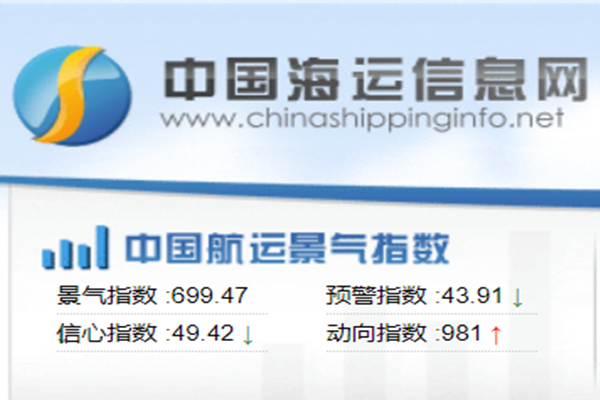 中国海运信息网
www.chinashippinginfo.net
中国航运景气指数
景气指数 :699.47 预警指数 :43.91 ↓
信心指数 :49.42 ↓ 动向指数 :981 ↑